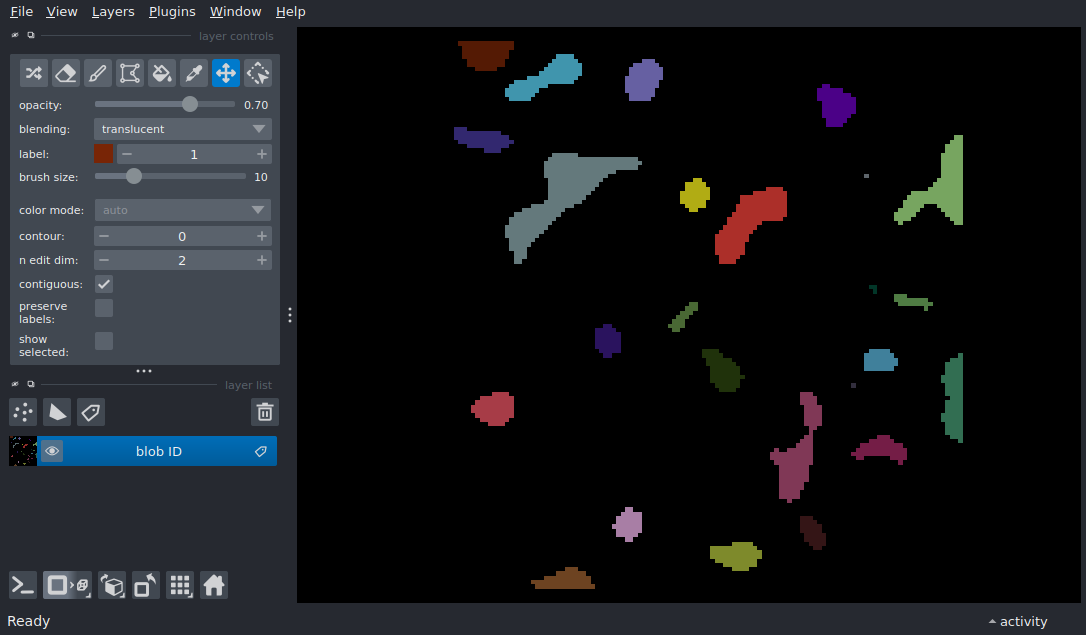 File View Layers Plugins Window Help
layer controls
opacity: 0.70
blending: translucent
label: 1
brush size: 10
color mode: auto
contour: 0
n edit dim: 2
contiguous:
preserve
labels:
show
selected:
layer list
blob ID
Ready
activity